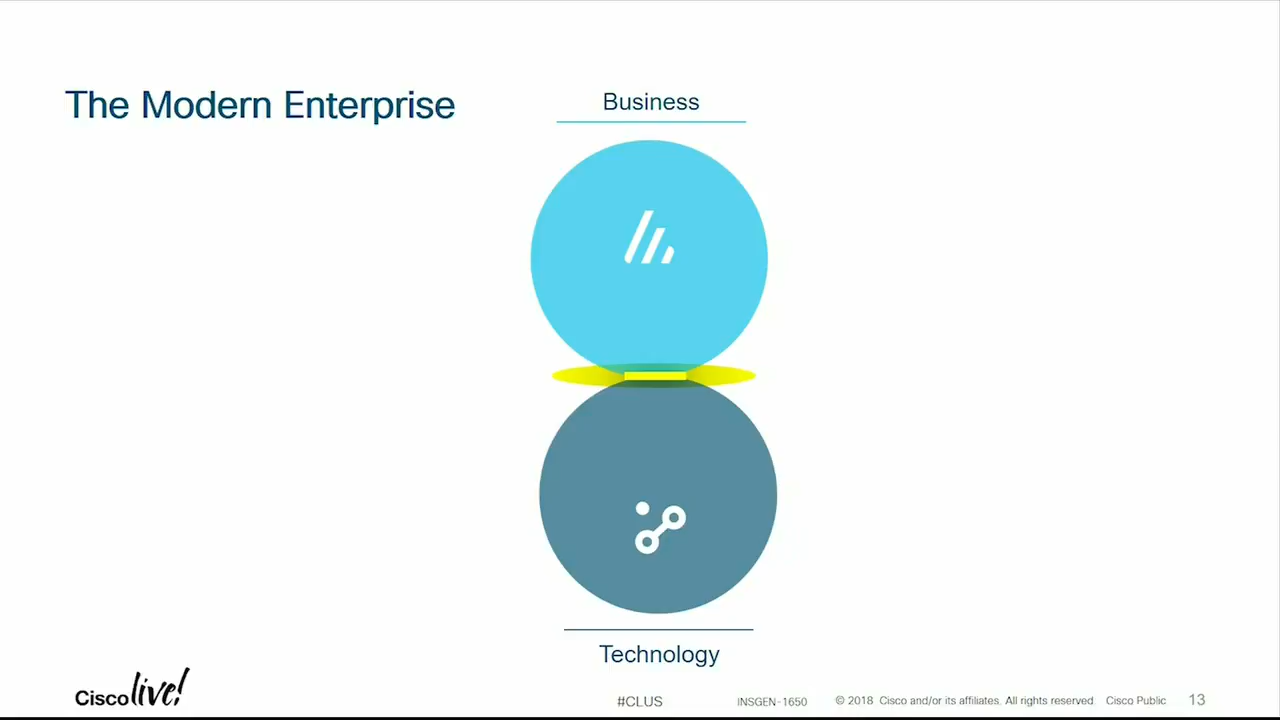 The Modern Enterprise
Business
Technology
Cisco live!
#CLUS
INSGEN-1650
© 2018 Cisco and/or its affiliates. All rights reserved.
Cisco Public
13